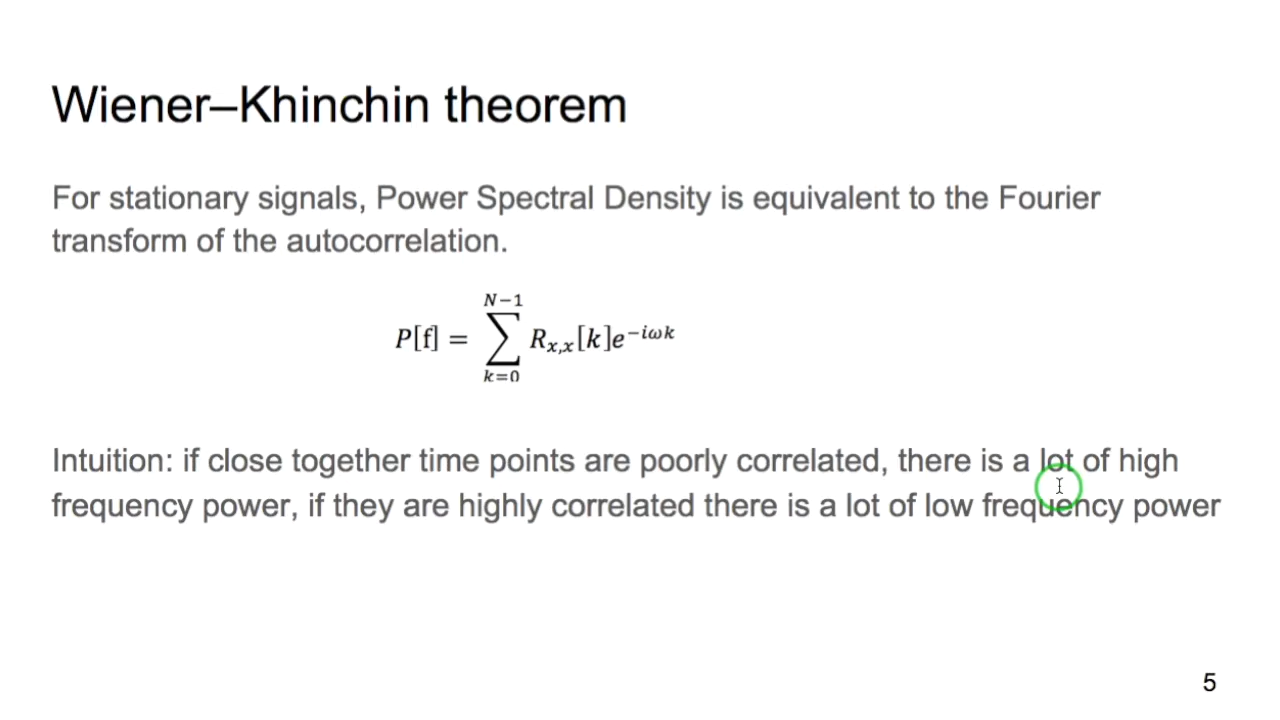 Wiener–Khinchin theorem
For stationary signals, Power Spectral Density is equivalent to the Fourier
transform of the autocorrelation.
N−1
P[f] = ∑ Rx,x[k]e−iωk
k=0
Intuition: if close together time points are poorly correlated, there is a lot of high
frequency power, if they are highly correlated there is a lot of low frequency power
5